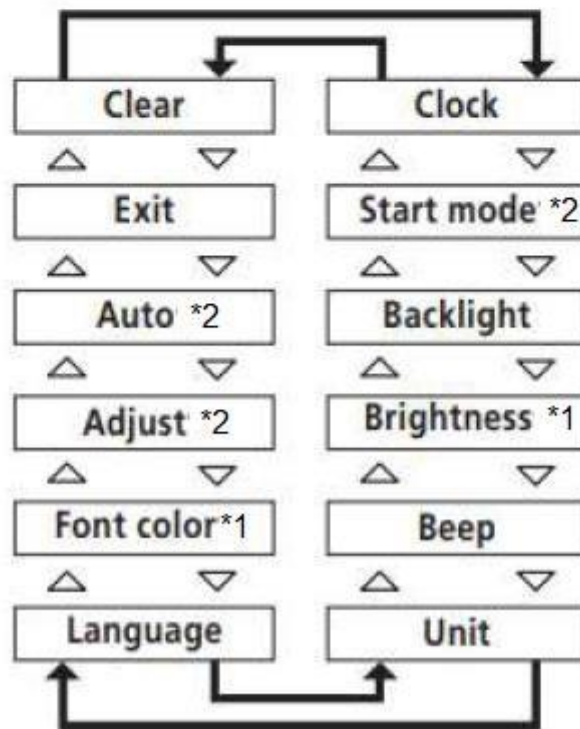 Clear
Exit
Auto *2
Adjust *2
Font color*1
Language
Clock
Start mode *2
Backlight
Brightness *1
Beep
Unit